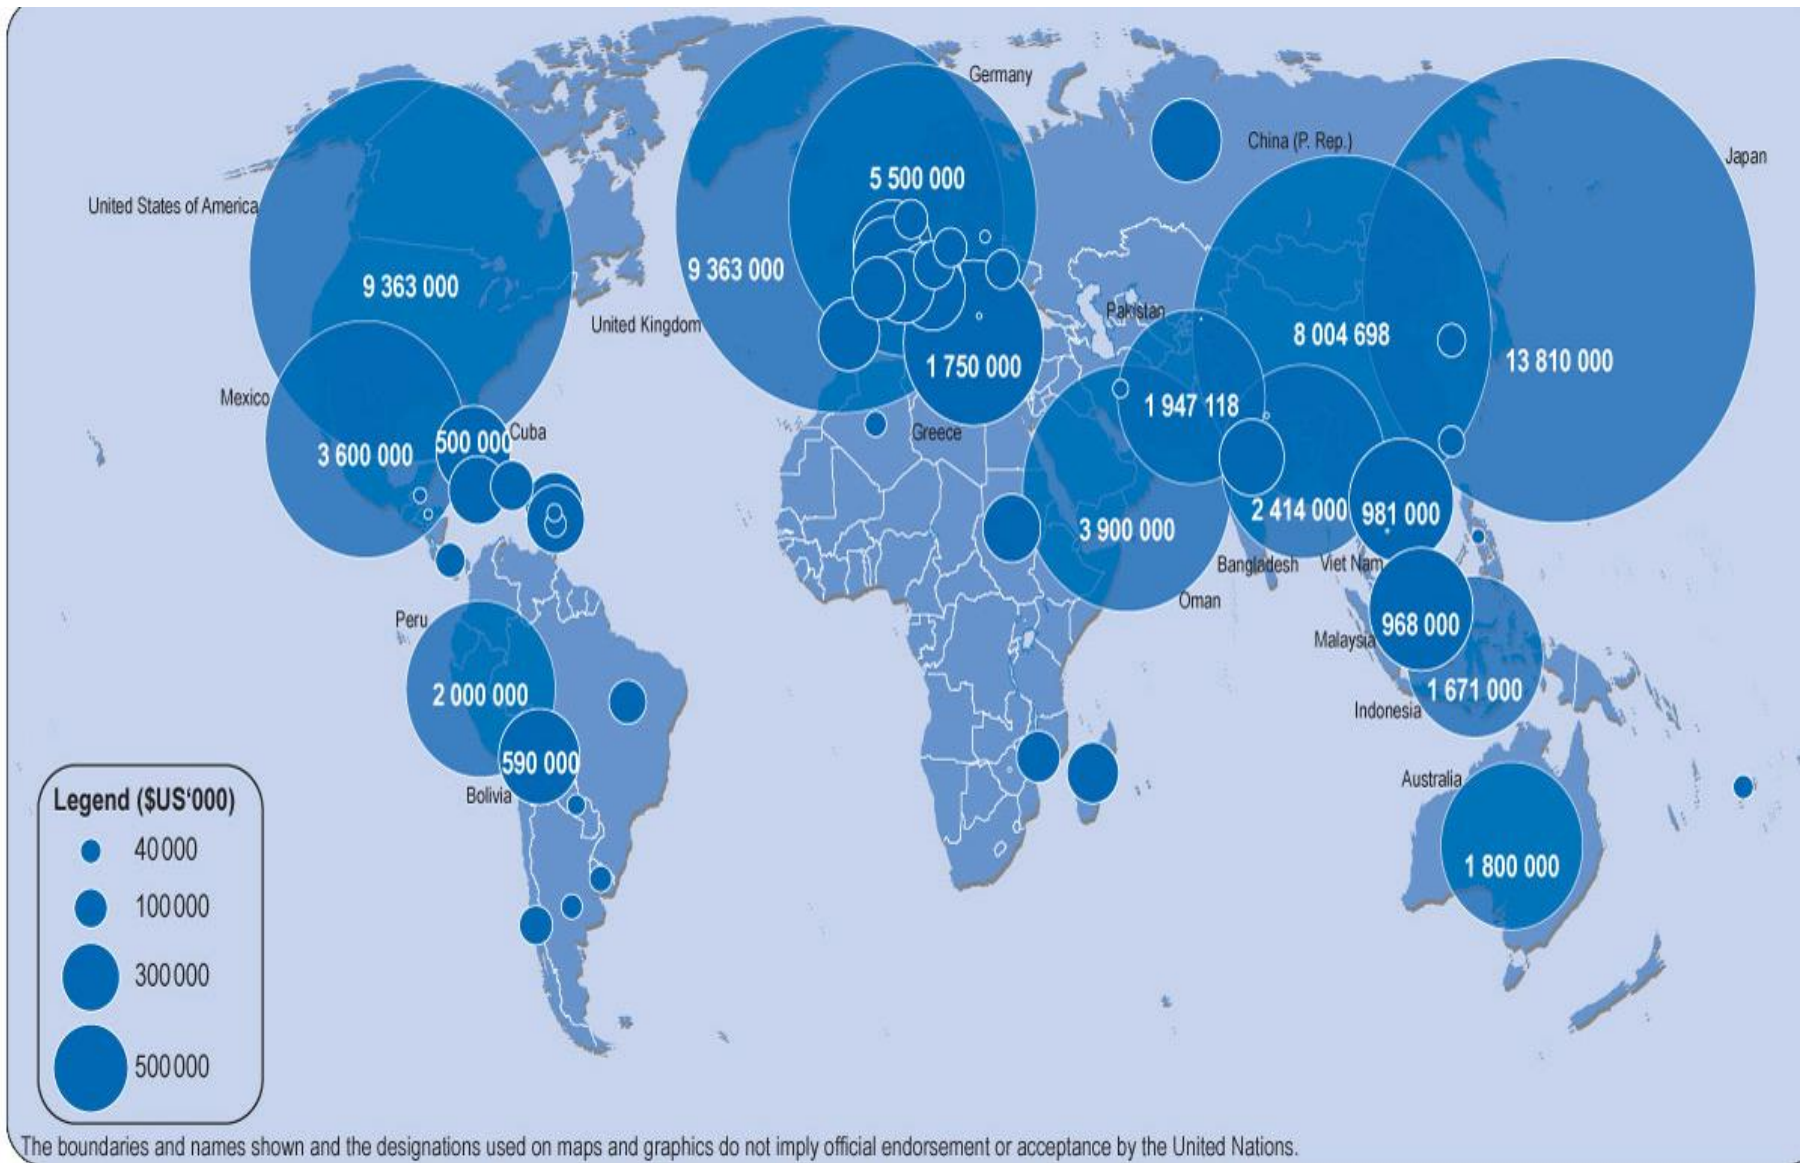 Germany
China (P. Rep.)
Japan
5 500 000
United States of America
9 363 000
9 363 000
United Kingdom
Pakistan
8 004 698
13 810 000
1 750 000
Mexico
1 947 118
500 000
Cuba
Greece
3 600 000
2 414 000
981 000
3 900 000
Bangladesh
Viet Nam
Oman
Peru
968 000
Malaysia
2 000 000
1 671 000
Indonesia
590 000
Bolivia
Australia
1 800 000
Legend ($US‘000)
40 000
100 000
300 000
500 000
The boundaries and names shown and the designations used on maps and graphics do not imply official endorsement or acceptance by the United Nations.